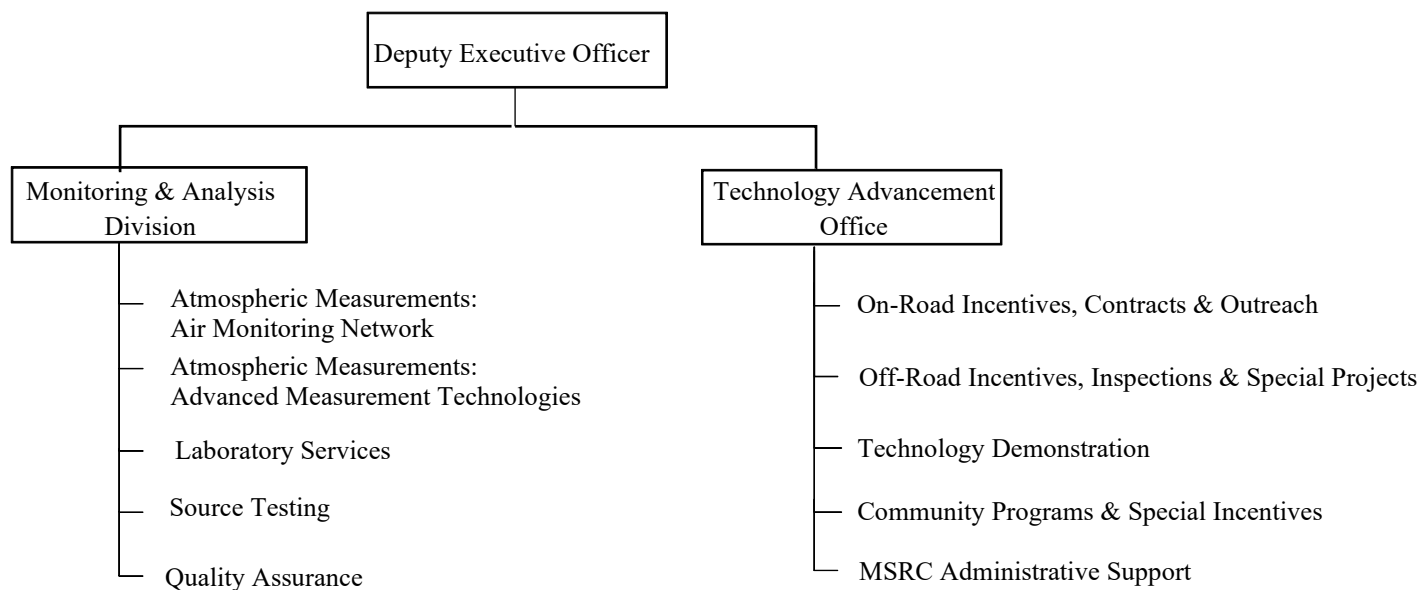 Deputy Executive Officer
Monitoring & Analysis
Division
Atmospheric Measurements:
Air Monitoring Network
Atmospheric Measurements:
Advanced Measurement Technologies
Laboratory Services
Source Testing
Quality Assurance
Technology Advancement
Office
On-Road Incentives, Contracts & Outreach
Off-Road Incentives, Inspections & Special Projects
Technology Demonstration
Community Programs & Special Incentives
MSRC Administrative Support